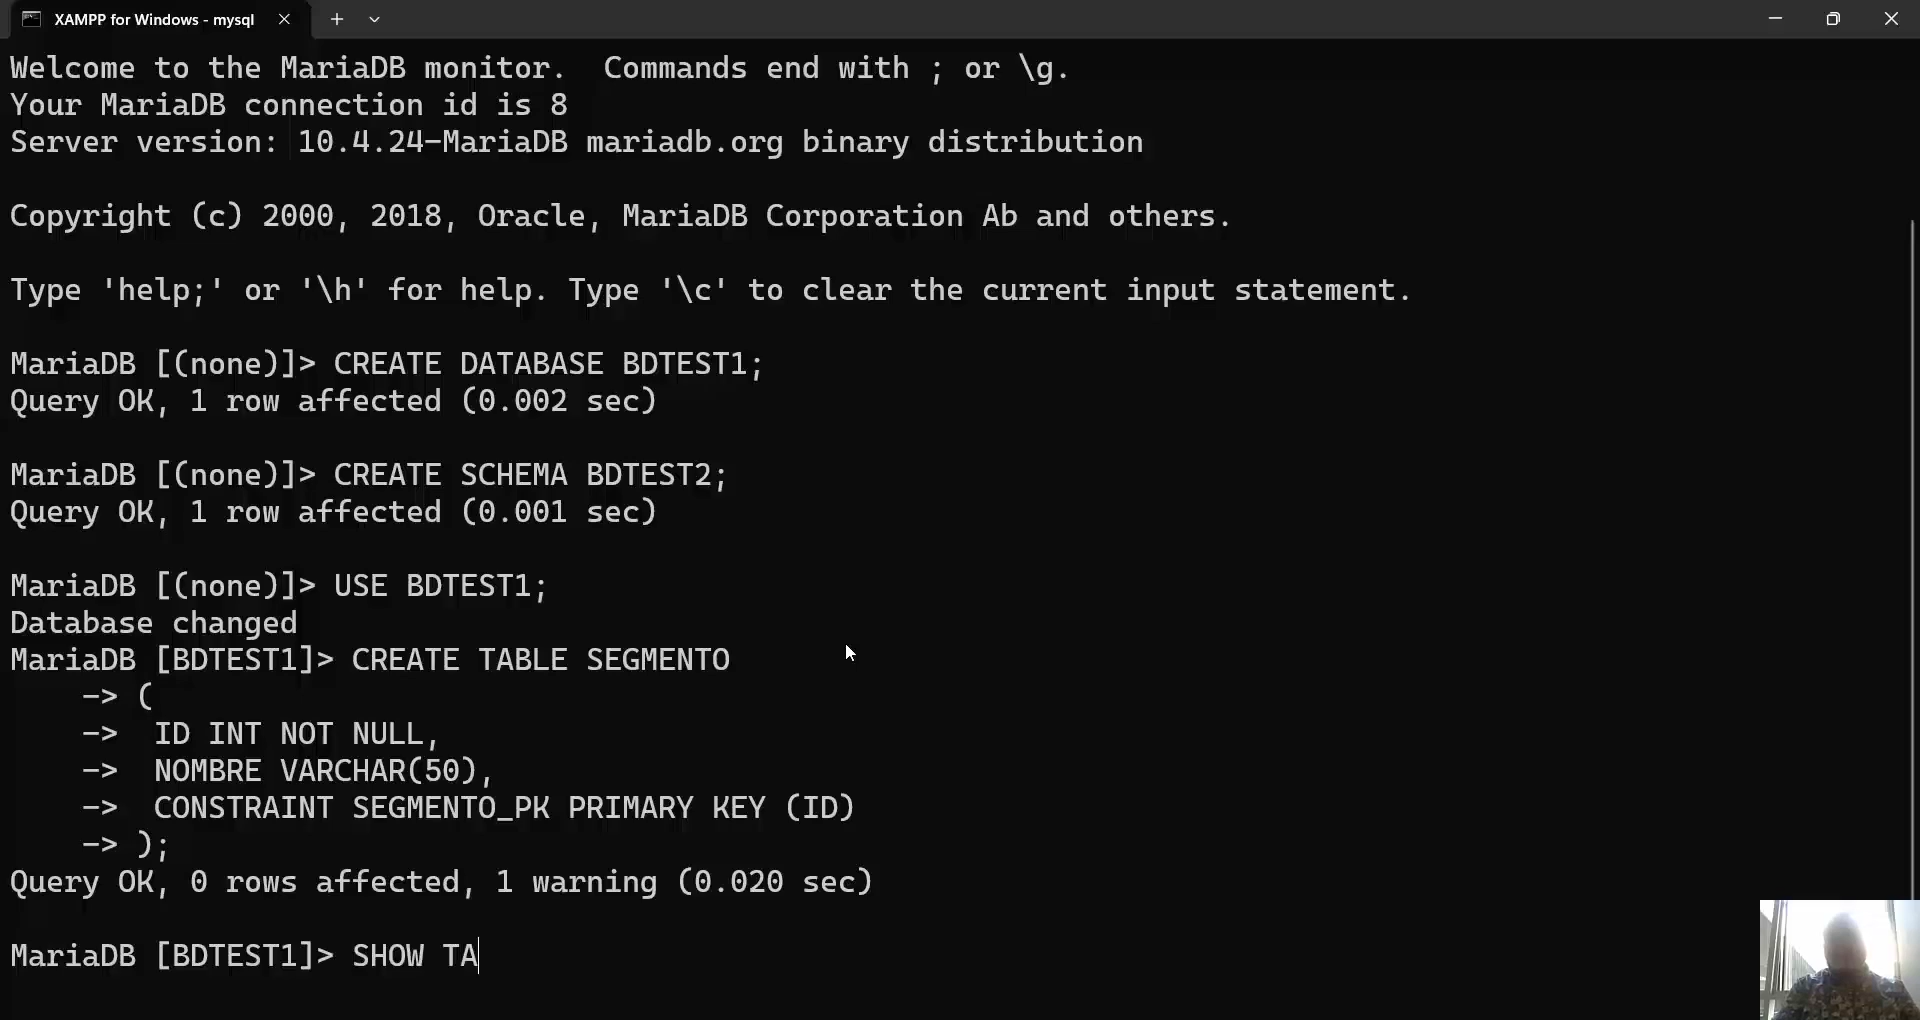 XAMPP for Windows - mysql
Welcome to the MariaDB monitor.  Commands end with ; or \g.
Your MariaDB connection id is 8
Server version: 10.4.24-MariaDB mariadb.org binary distribution

Copyright (c) 2000, 2018, Oracle, MariaDB Corporation Ab and others.

Type 'help;' or '\h' for help. Type '\c' to clear the current input statement.

MariaDB [(none)]> CREATE DATABASE BDTEST1;
Query OK, 1 row affected (0.002 sec)

MariaDB [(none)]> CREATE SCHEMA BDTEST2;
Query OK, 1 row affected (0.001 sec)

MariaDB [(none)]> USE BDTEST1;
Database changed
MariaDB [BDTEST1]> CREATE TABLE SEGMENTO
    -> (
    ->  ID INT NOT NULL,
    ->  NOMBRE VARCHAR(50),
    ->  CONSTRAINT SEGMENTO_PK PRIMARY KEY (ID)
    -> );
Query OK, 0 rows affected, 1 warning (0.020 sec)

MariaDB [BDTEST1]> SHOW TA